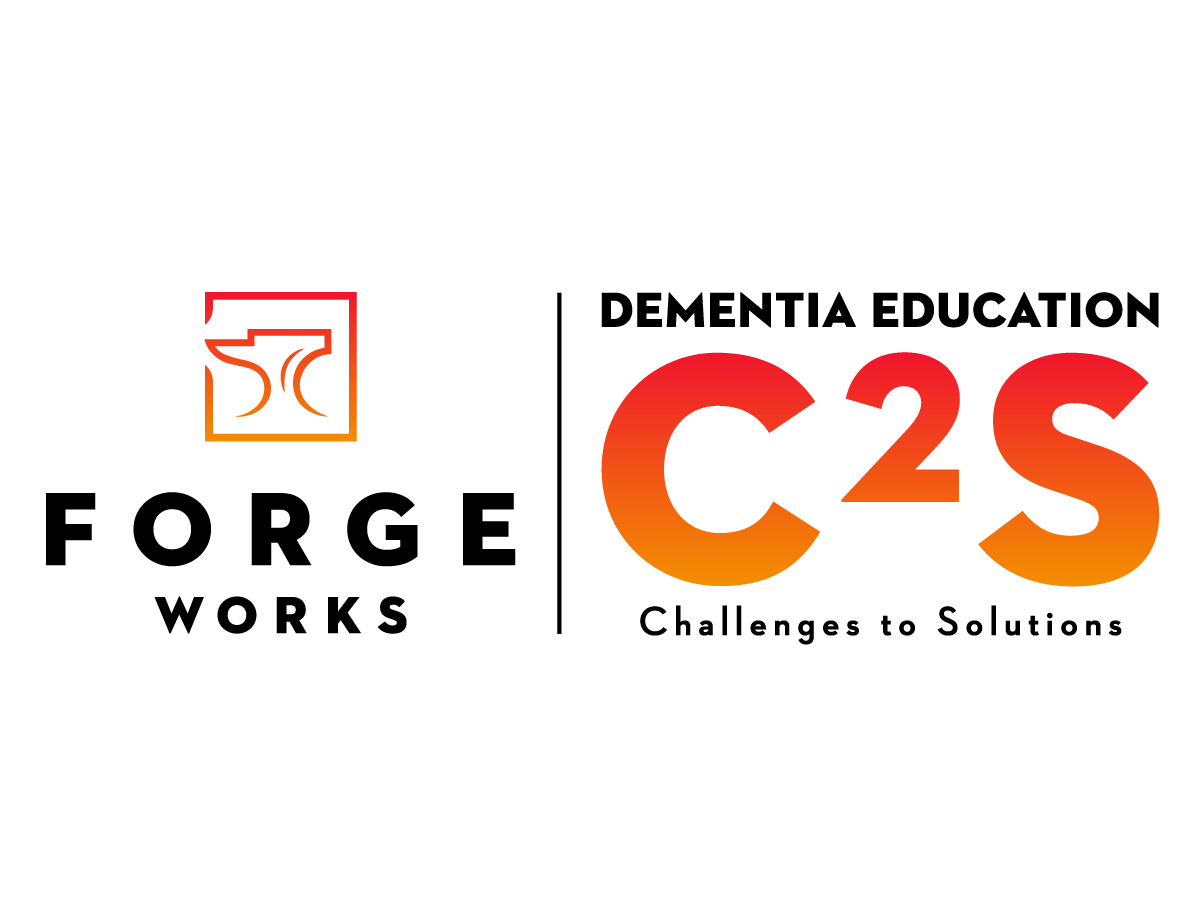 FORGE
WORKS
DEMENTIA EDUCATION
C2S
Challenges to Solutions